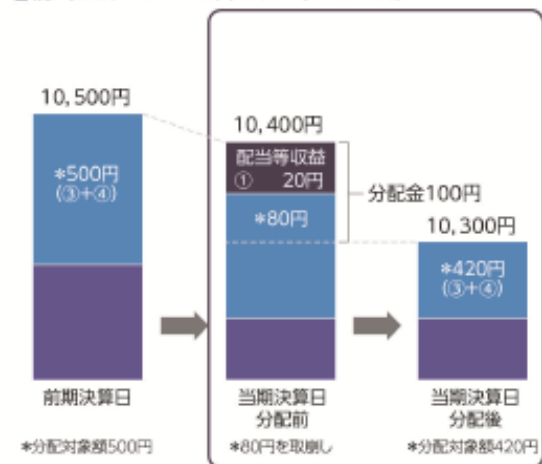 10,500円
*500円
(③+④)
前期決算日
*分配対象額500円
10,400円
配当等収益
① 20円
*80円
当期決算日
分配前
*80円を取崩し
分配金100円
10,300円
*420円
(③+④)
当期決算日
分配後
*分配対象額420円